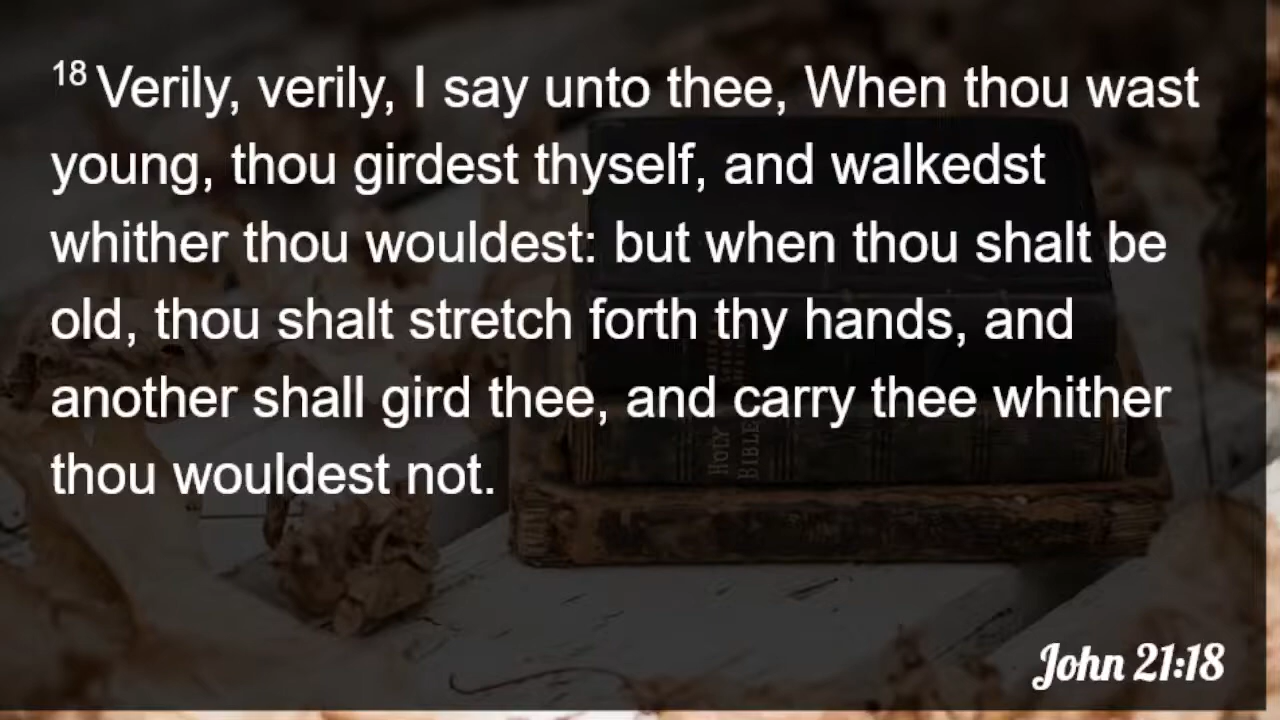 18 Verily, verily, I say unto thee, When thou wast
young, thou girdest thyself, and walkedst
whither thou wouldest: but when thou shalt be
old, thou shalt stretch forth thy hands, and
another shall gird thee, and carry thee whither
thou wouldest not.
HOLY
BIBLE
John 21:18